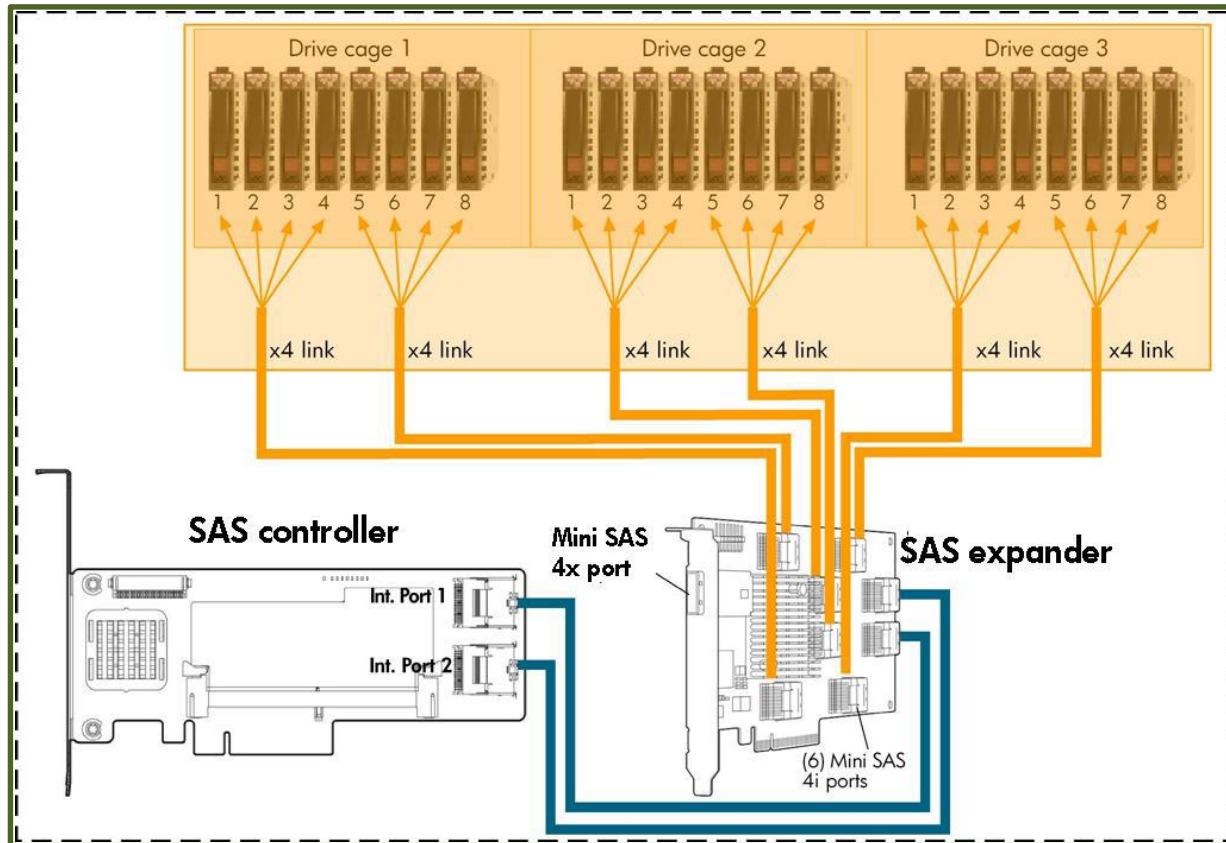 Drive cage 1
Drive cage 2
Drive cage 3
1 2 3 4 5 6 7 8
1 2 3 4 5 6 7 8
1 2 3 4 5 6 7 8
x4 link
x4 link
x4 link
x4 link
x4 link
x4 link
SAS controller
Mini SAS
4x port
SAS expander
Int. Port 1
Int. Port 2
(6) Mini SAS
4i ports